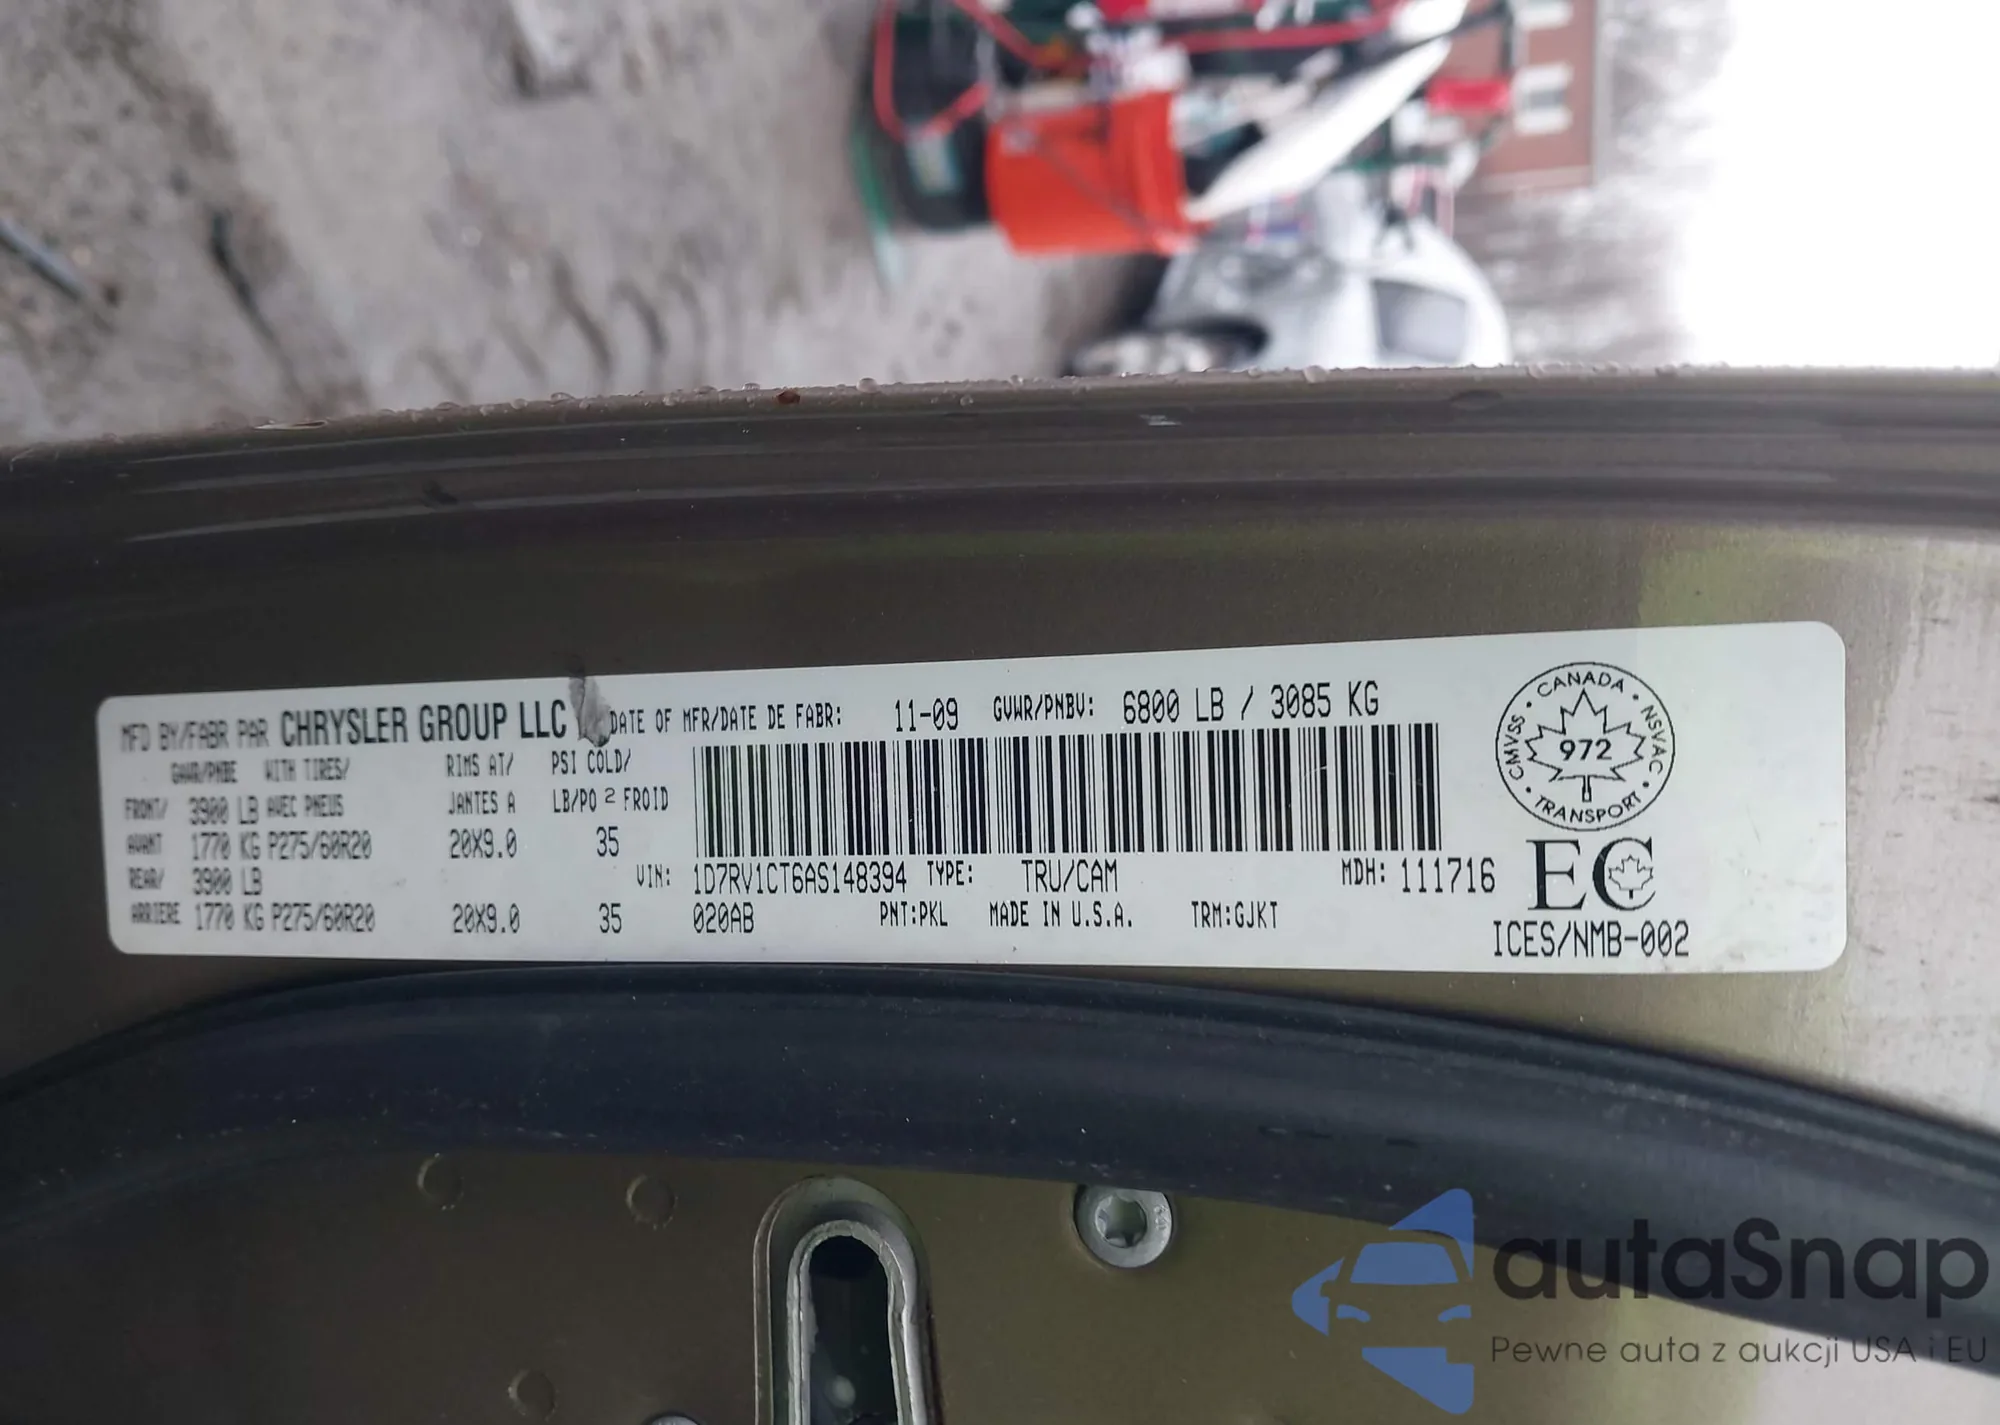 MFD BY/FABR PAR CHRYSLER GROUP LLC DATE OF MFR/DATE DE FABR: 11-09 GVWR/PNBV: 6800 LB / 3085 KG
GAWR/PNBE WITH TIRES/ RIMS AT/ PSI COLD/
FRONT/ 3900 LB AVEC PNEUS JANTES A LB/PO 2 FROID
AVANT 1770 KG P275/60R20 20X9.0 35
REAR/ 3900 LB VIN: 1D7RV1CT6AS148394 TYPE: TRU/CAM MDH: 111716
ARRIERE 1770 KG P275/60R20 20X9.0 35 020AB PNT:PKL MADE IN U.S.A. TRM:GJKT
CANADA
CMVSS 972 NSVAC
TRANSPORT
EC
ICES/NMB-002
autaSnap
Pewne auta z aukcji USA i EU